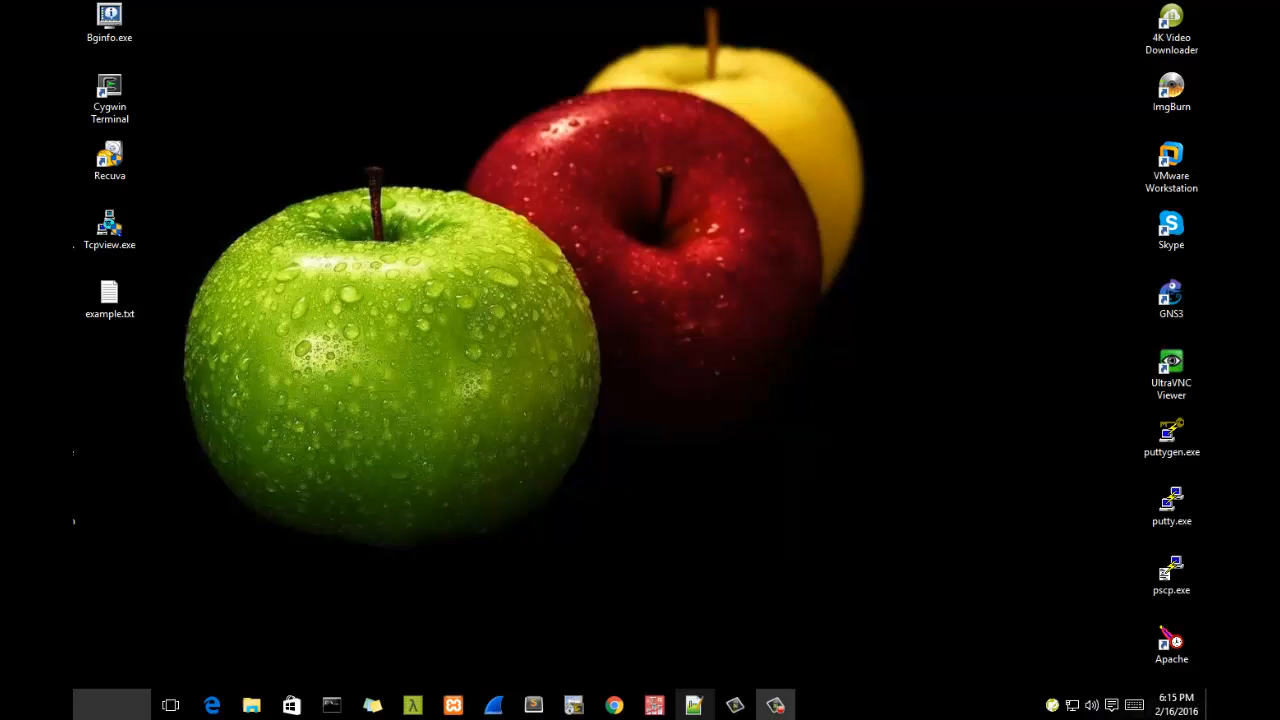 Bginfo.exe
Cygwin
Terminal
Recuva
Tcpview.exe
example.txt
4K Video
Downloader
ImgBurn
VMware
Workstation
Skype
GNS3
UltraVNC
Viewer
puttygen.exe
putty.exe
pscp.exe
Apache
6:15 PM
2/16/2016